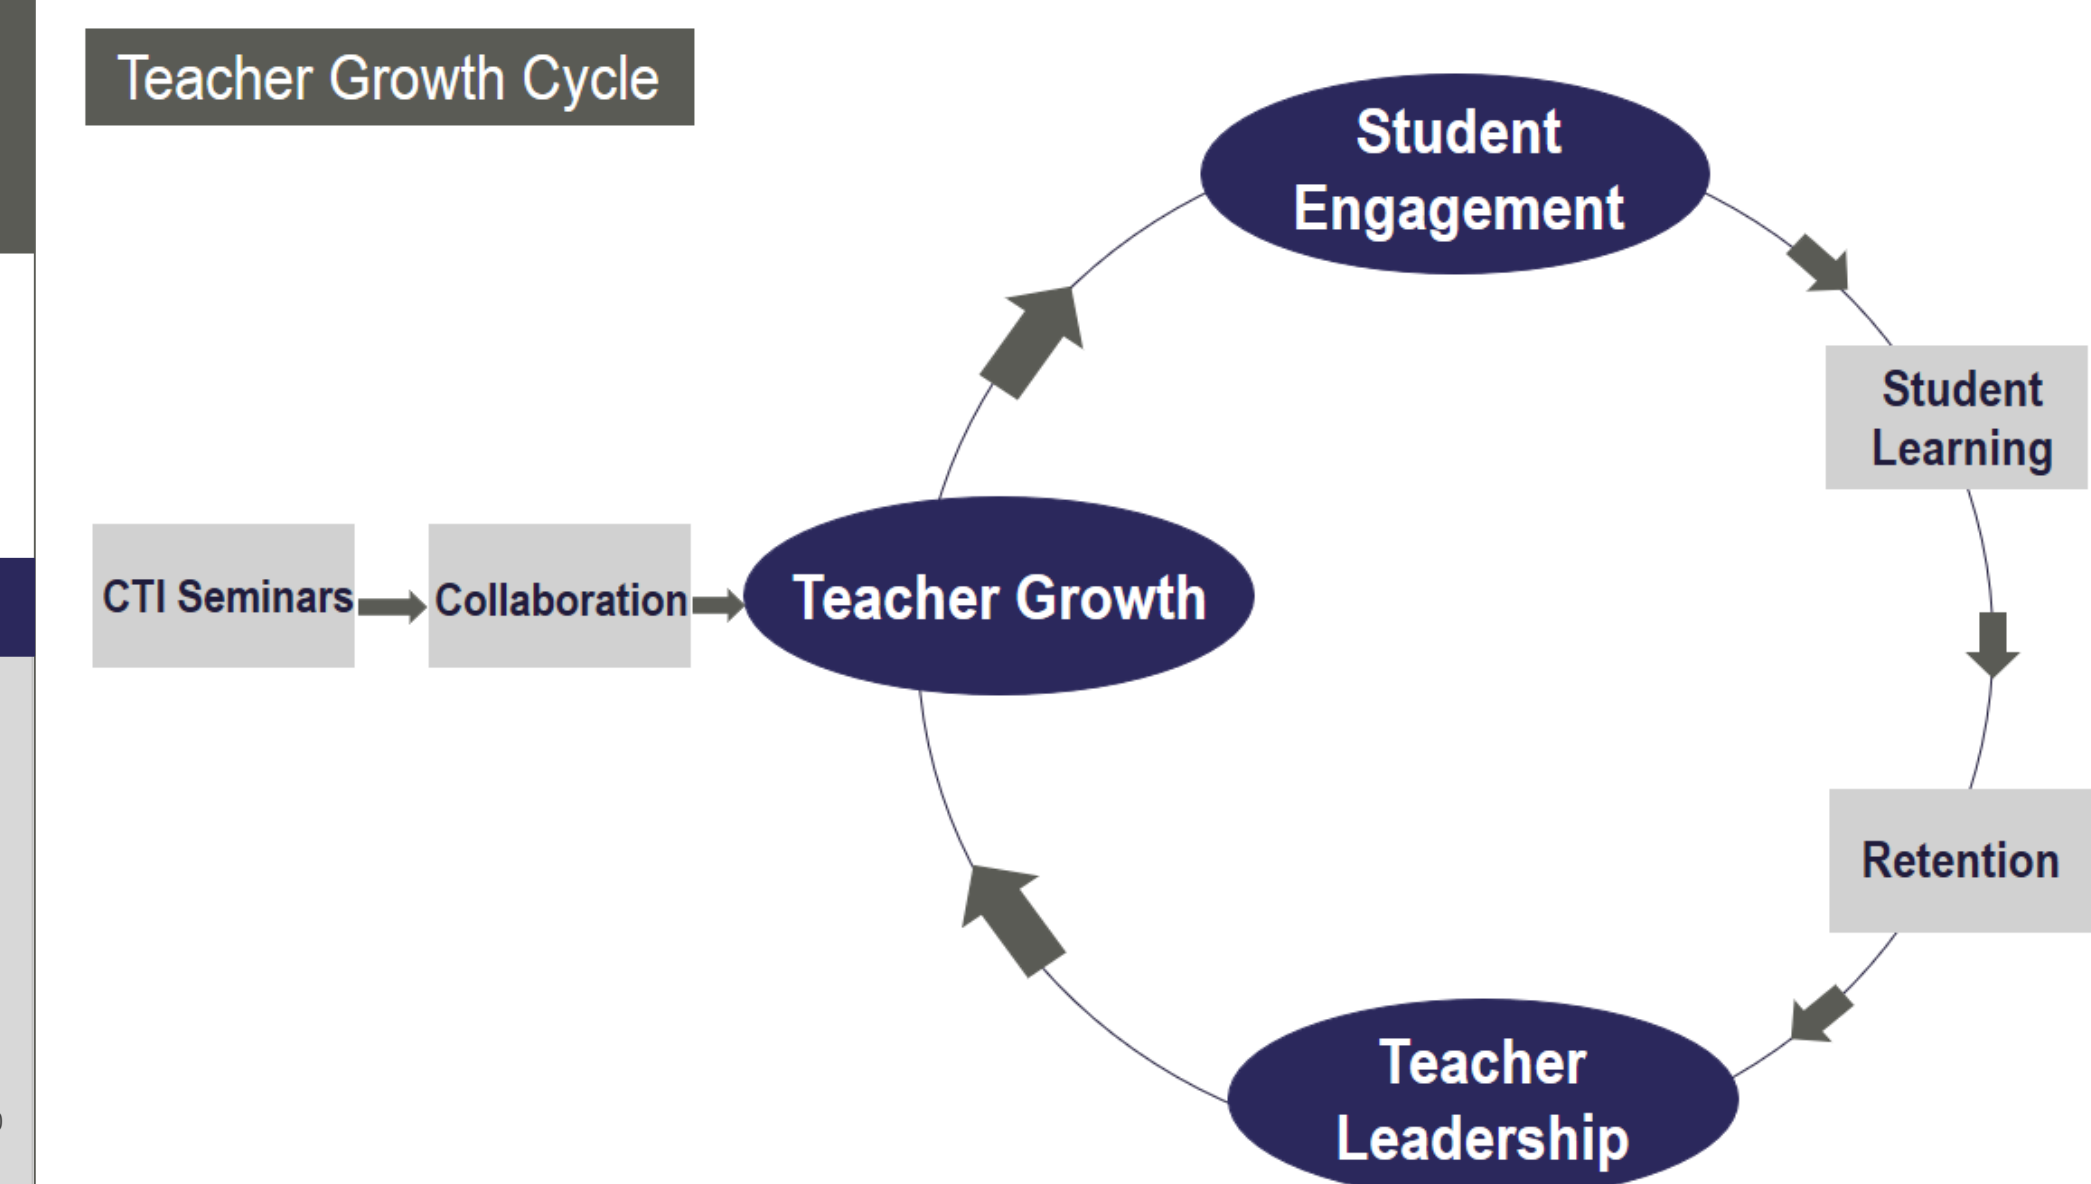 Teacher Growth Cycle
Student
Engagement
Student
Learning
CTI Seminars
Collaboration
Teacher Growth
Retention
Teacher
Leadership